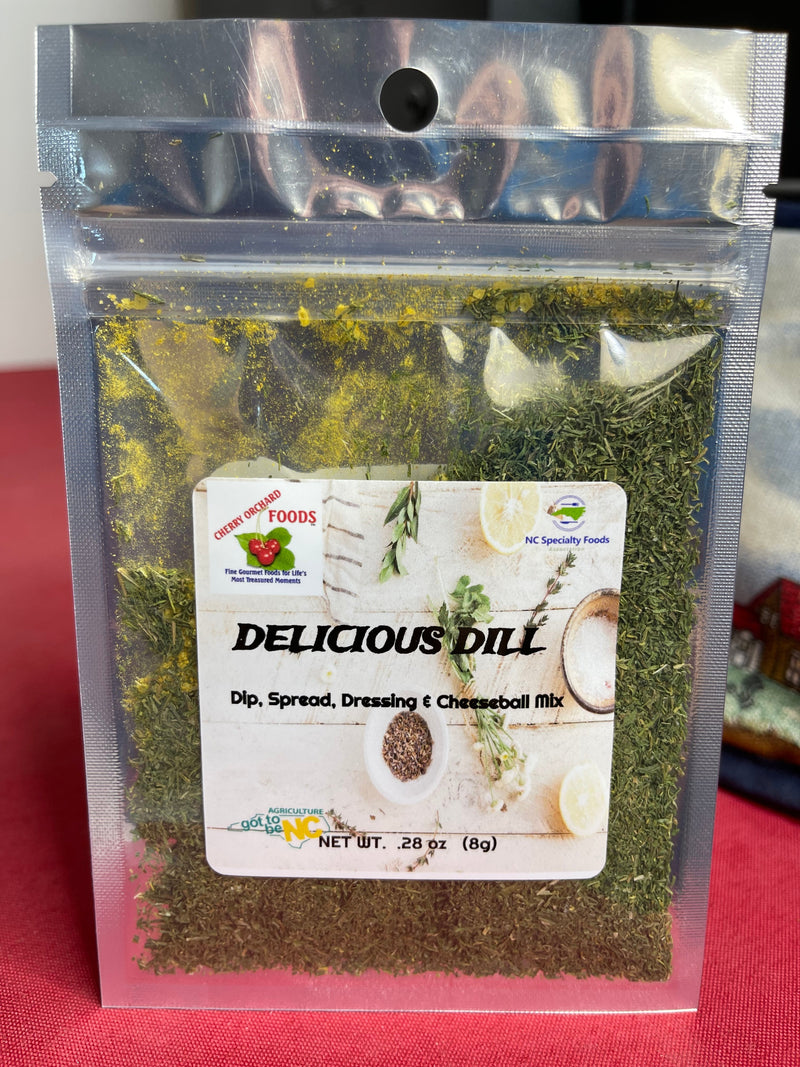 CHERRY ORCHARD
FOODS
Fine Gourmet Foods for Life's
Most Treasured Moments
NC Specialty Foods
Association
DELICIOUS DILL
Dip, Spread, Dressing & Cheeseball Mix
AGRICULTURE
got to
be NC
NET WT. .28 oz (8g)